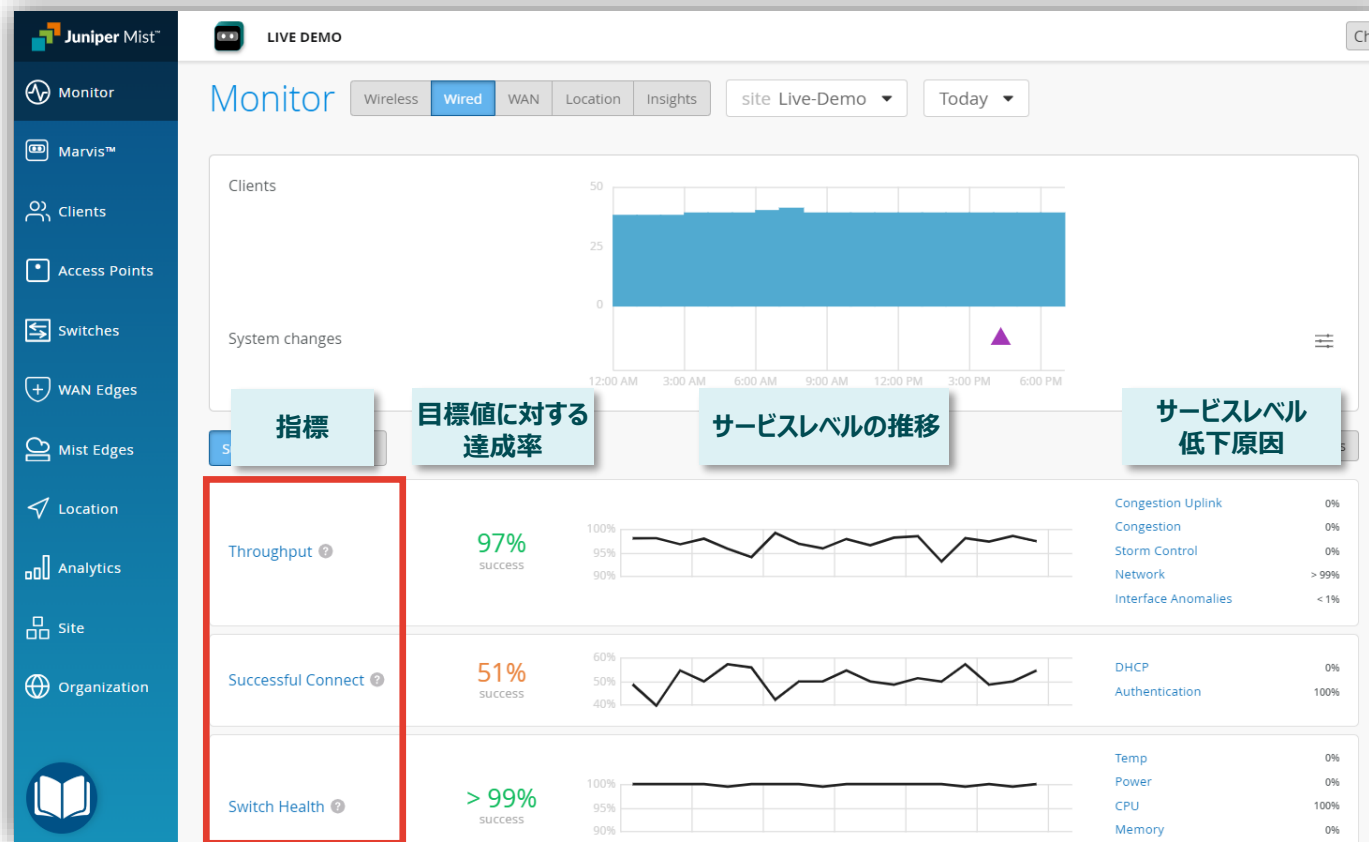 Juniper Mist™
LIVE DEMO
Monitor
Marvis™
Clients
Access Points
Switches
WAN Edges
Mist Edges
Location
Analytics
Site
Organization
Monitor
Wireless
Wired
WAN
Location
Insights
site Live-Demo
Today
Clients
50
25
0
System changes
12:00 AM
3:00 AM
6:00 AM
9:00 AM
12:00 PM
3:00 PM
6:00 PM
指標
目標値に対する
達成率
サービスレベルの推移
サービスレベル
低下原因
Throughput ?
97%
success
100%
95%
90%
Congestion Uplink 0%
Congestion 0%
Storm Control 0%
Network > 99%
Interface Anomalies < 1%
Successful Connect ?
51%
success
60%
50%
40%
DHCP 0%
Authentication 100%
Switch Health ?
> 99%
success
100%
95%
90%
Temp 0%
Power 0%
CPU 100%
Memory 0%